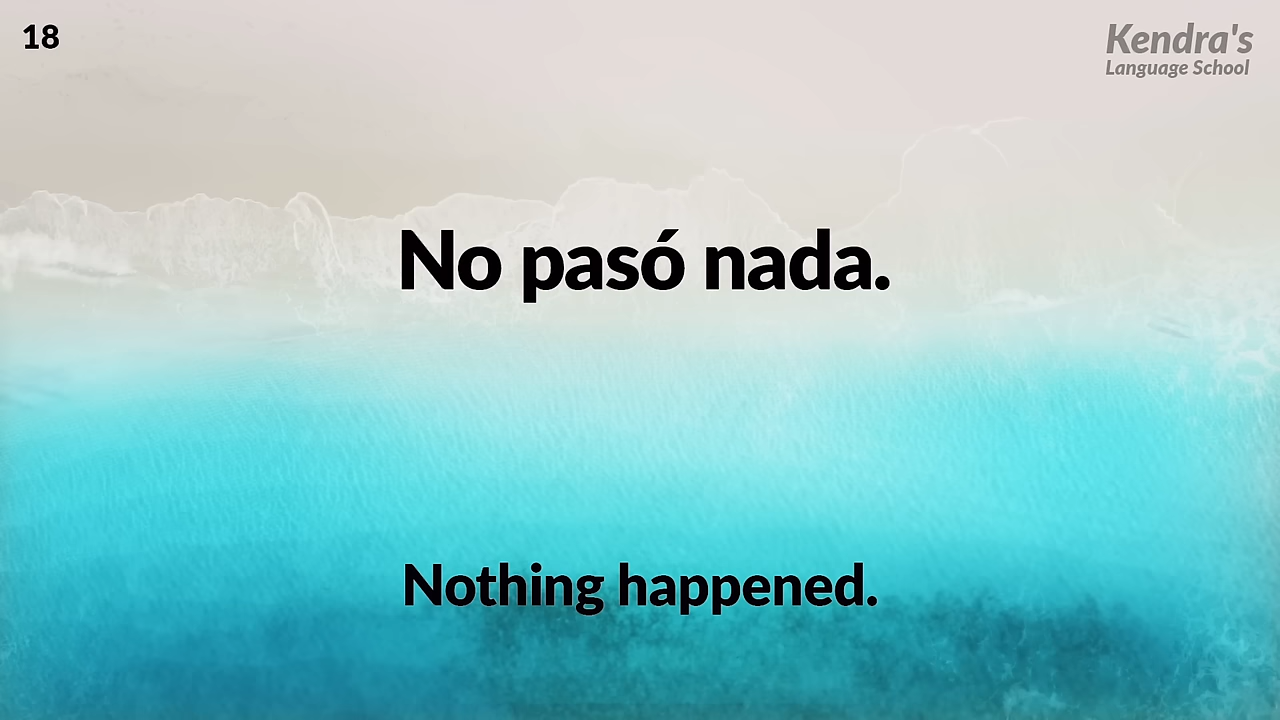 18
Kendra's
Language School
No pasó nada.
Nothing happened.